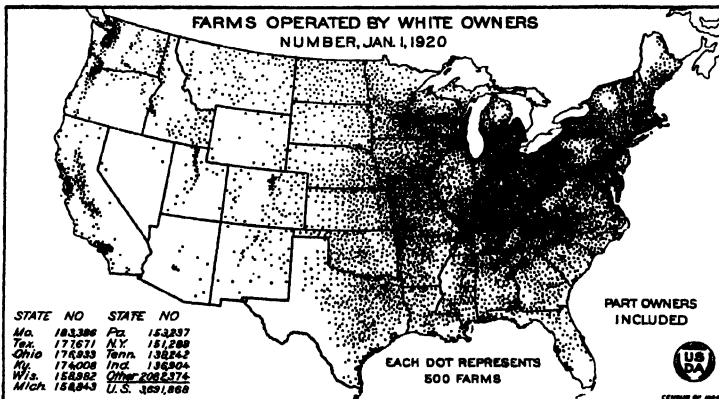 FARMS OPERATED BY WHITE OWNERS
NUMBER, JAN. 1, 1920
STATE NO STATE NO
Mo. 183,386 Pa. 153,237
Tex. 177,671 N.Y. 151,288
Ohio 176,933 Tenn. 138,242
Ky. 174,008 Ind. 136,904
Wis. 158,982 Other 2,082,374
Mich. 158,843 U.S. 3,691,868
EACH DOT REPRESENTS
500 FARMS
PART OWNERS
INCLUDED
US
DA